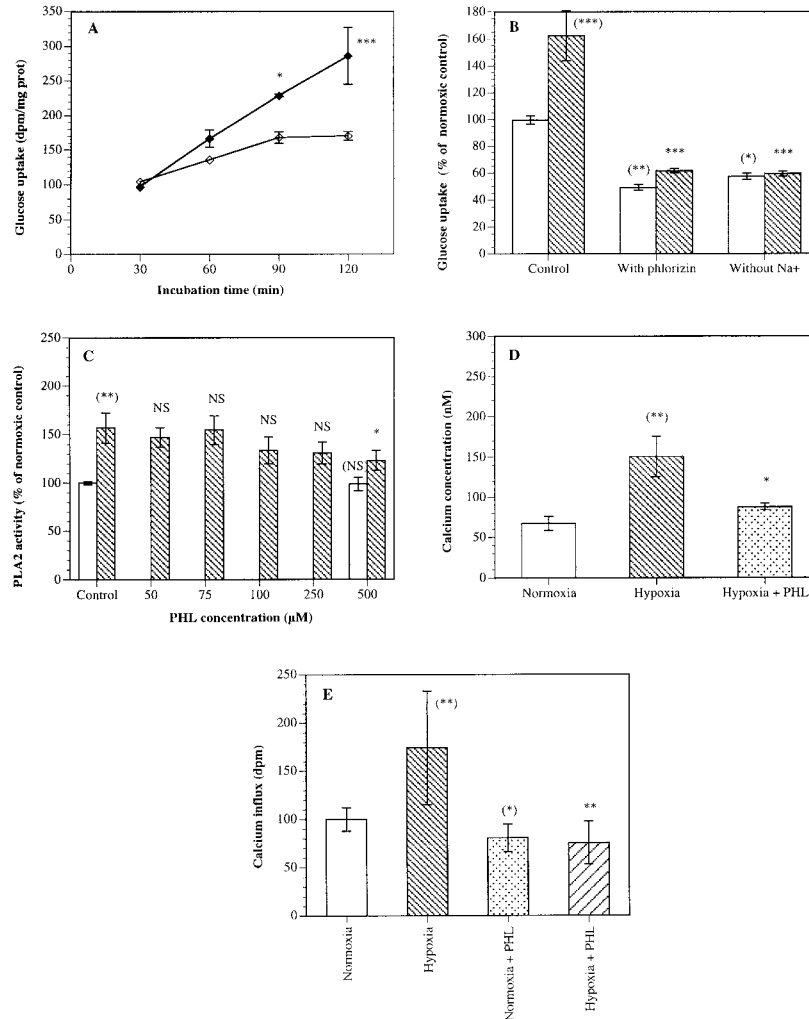 A
Glucose uptake (dpm/mg prot)
350
300
250
200
150
100
50
0
*
***
0 30 60 90 120
Incubation time (min)
B
Glucose uptake (% of normoxic control)
180
160
140
120
100
80
60
40
20
0
(***)
(**) *** (*) ***
Control With phlorizin Without Na+
C
PLA2 activity (% of normoxic control)
250
200
150
100
50
0
(**) NS NS NS NS (NS *
Control 50 75 100 250 500
PHL concentration (µM)
D
Calcium concentration (nM)
300
250
200
150
100
50
0
(**)
*
Normoxia Hypoxia Hypoxia + PHL
E
Calcium influx (dpm)
250
200
150
100
50
0
(**)
(*) **
Normoxia
Hypoxia
Normoxia + PHL
Hypoxia + PHL